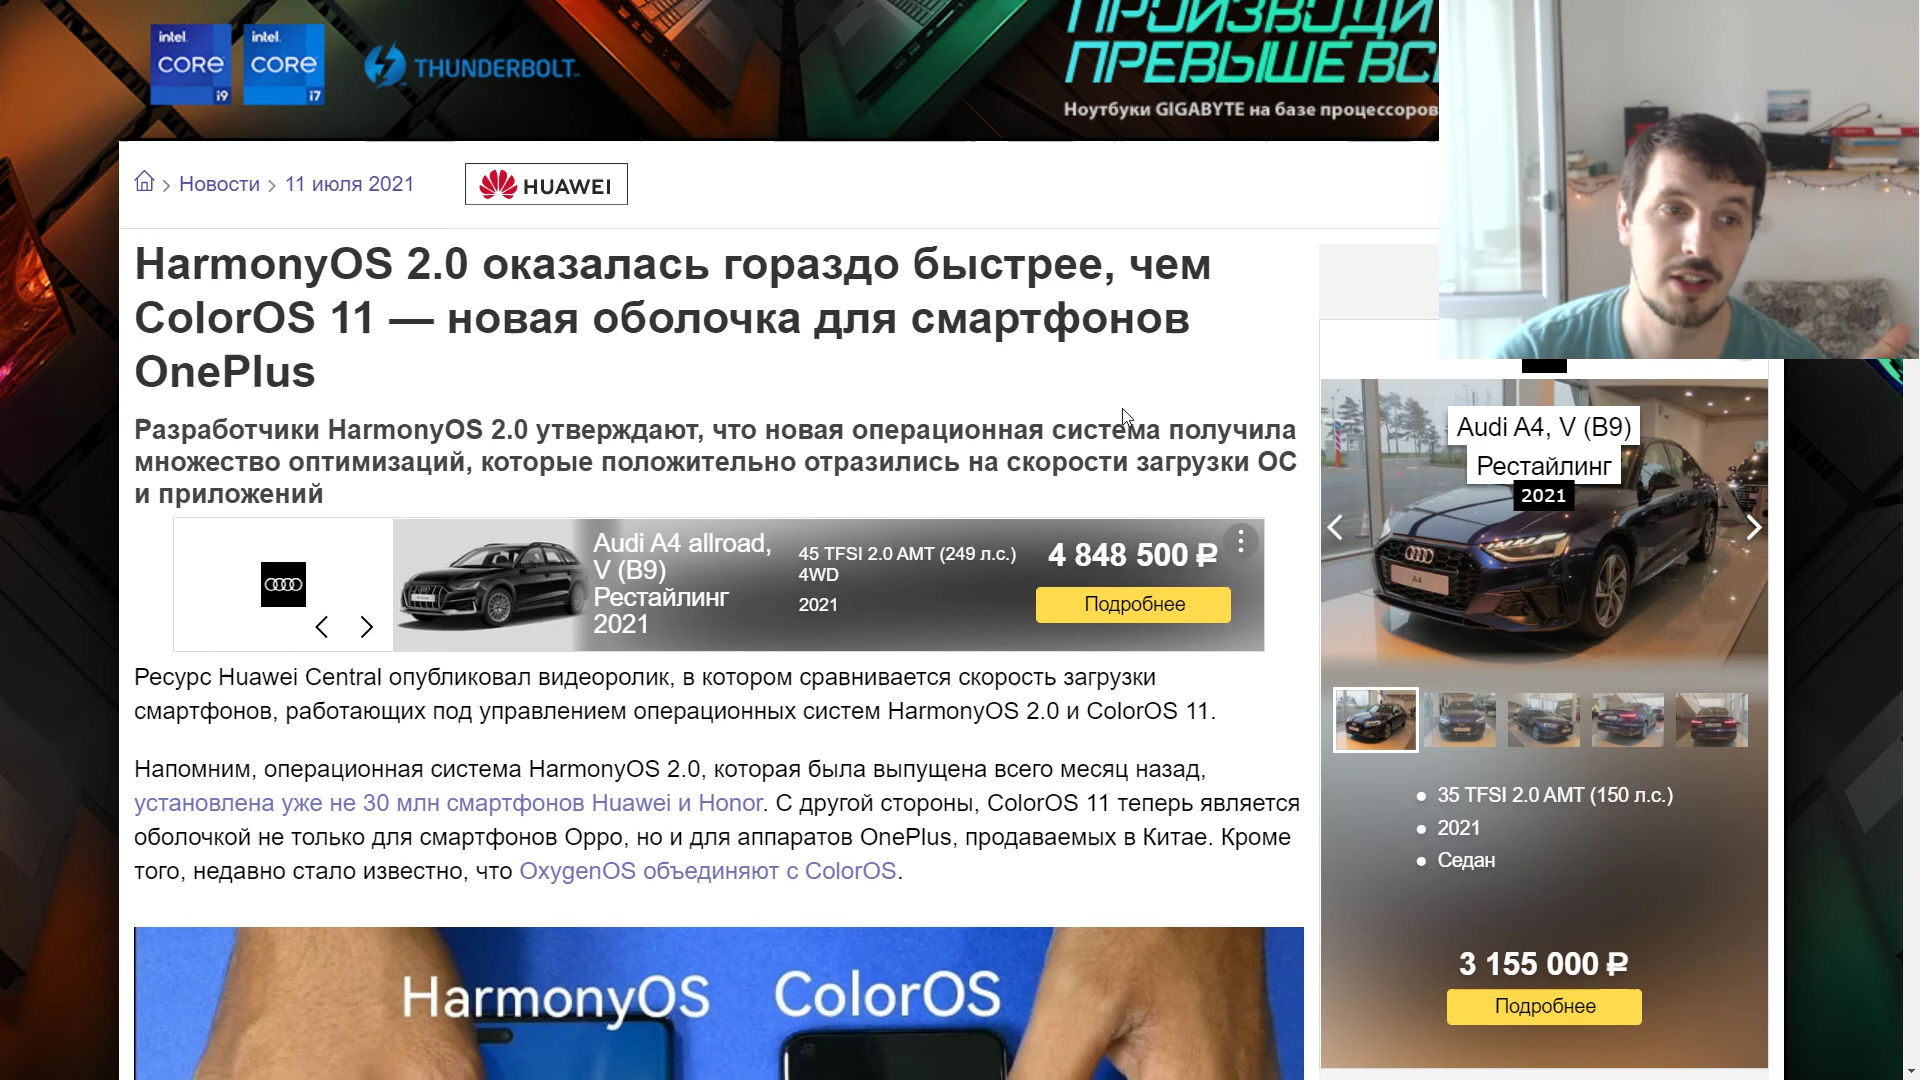 intel
CORE
i9
intel
CORE
i7
THUNDERBOLT
ПРЕВЫШЕ ВС
Ноутбуки GIGABYTE на базе процессоров
Новости
11 июля 2021
HUAWEI
HarmonyOS 2.0 оказалась гораздо быстрее, чем
ColorOS 11 — новая оболочка для смартфонов
OnePlus
Разработчики HarmonyOS 2.0 утверждают, что новая операционная система получила
множество оптимизаций, которые положительно отразились на скорости загрузки ОС
и приложений
Audi A4 allroad,
V (B9)
Рестайлинг
2021
45 TFSI 2.0 AMT (249 л.с.)
4WD
2021
4 848 500 ₽
Подробнее
Ресурс Huawei Central опубликовал видеоролик, в котором сравнивается скорость загрузки
смартфонов, работающих под управлением операционных систем HarmonyOS 2.0 и ColorOS 11.
Напомним, операционная система HarmonyOS 2.0, которая была выпущена всего месяц назад,
установлена уже не 30 млн смартфонов Huawei и Honor. С другой стороны, ColorOS 11 теперь является
оболочкой не только для смартфонов Oppo, но и для аппаратов OnePlus, продаваемых в Китае. Кроме
того, недавно стало известно, что OxygenOS объединяют с ColorOS.
HarmonyOS
ColorOS
Audi A4, V (B9)
Рестайлинг
2021
A4
35 TFSI 2.0 AMT (150 л.с.)
2021
Седан
3 155 000 ₽
Подробнее